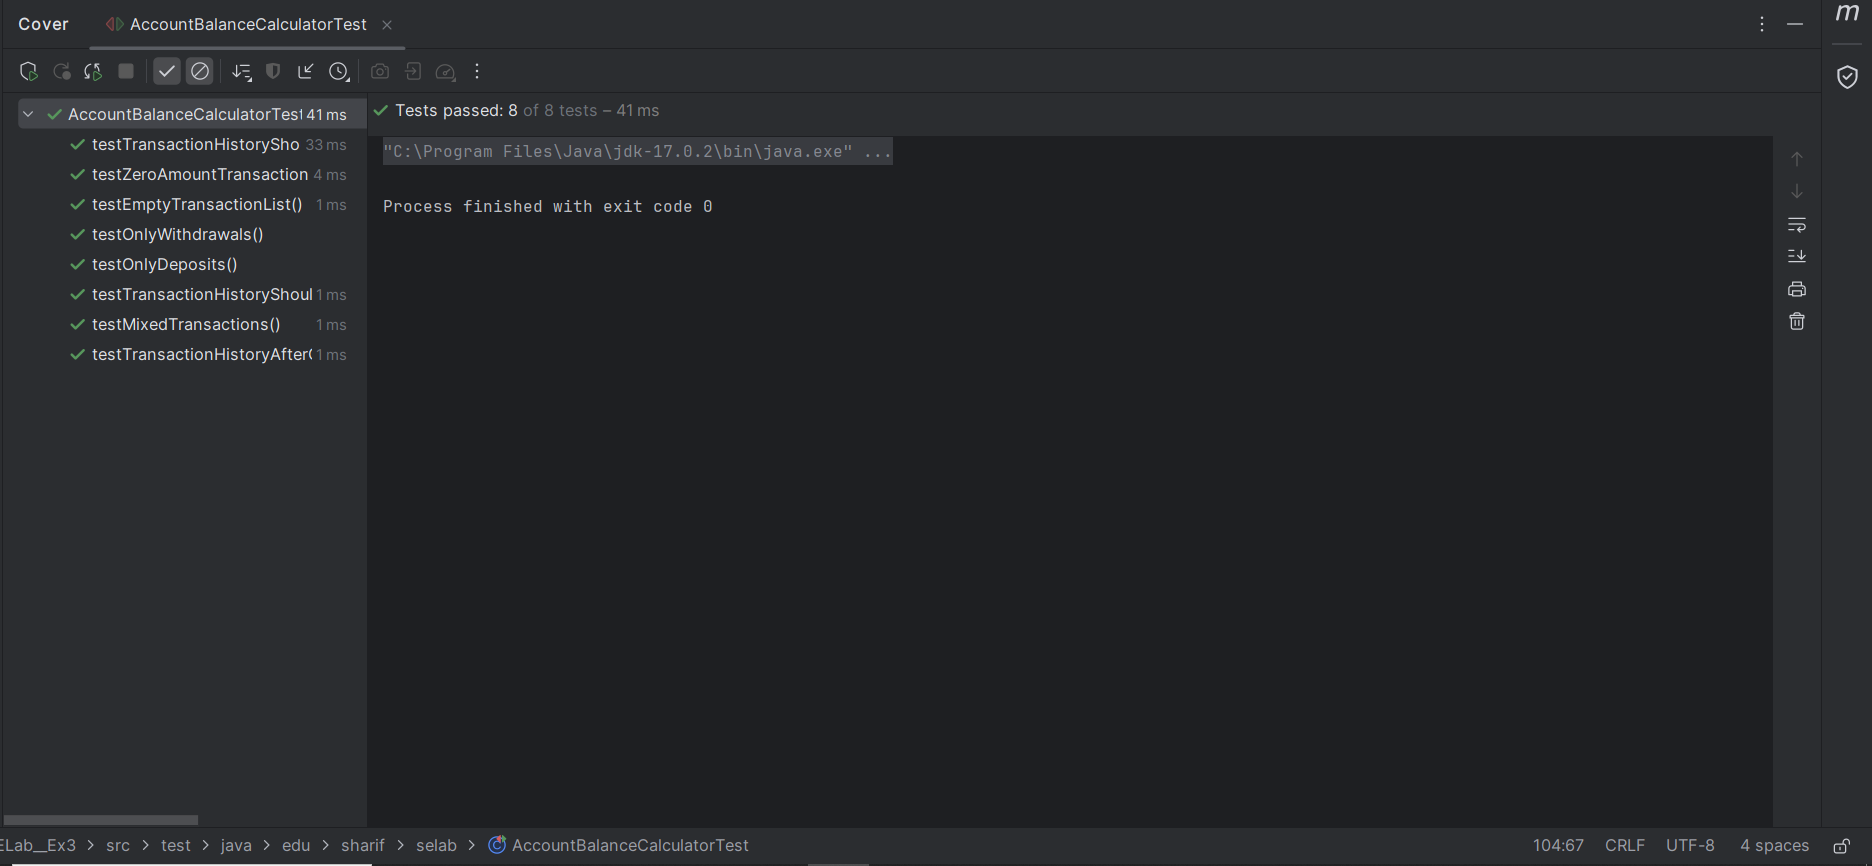 Cover AccountBalanceCalculatorTest
m
AccountBalanceCalculatorTest 41 ms
testTransactionHistorySho 33 ms
testZeroAmountTransaction 4 ms
testEmptyTransactionList() 1 ms
testOnlyWithdrawals()
testOnlyDeposits()
testTransactionHistoryShoul 1 ms
testMixedTransactions() 1 ms
testTransactionHistoryAfter 1 ms
Tests passed: 8 of 8 tests – 41 ms
"C:\Program Files\Java\jdk-17.0.2\bin\java.exe" ...
Process finished with exit code 0
ELab__Ex3 > src > test > java > edu > sharif > selab > AccountBalanceCalculatorTest 104:67 CRLF UTF-8 4 spaces